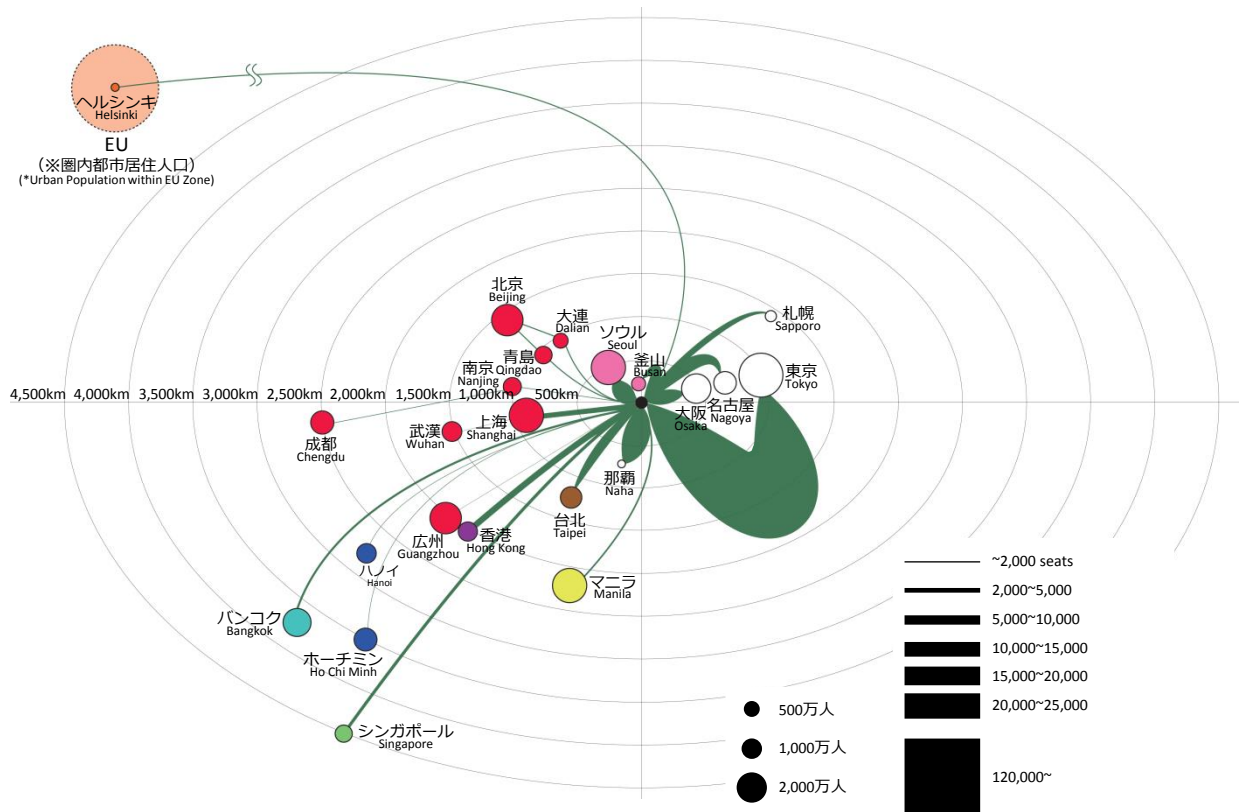 ヘルシンキ
Helsinki
EU
(※圏内都市居住人口)
(*Urban Population within EU Zone)
北京
Beijing
大連
Dalian
ソウル
Seoul
札幌
Sapporo
青島
Qingdao
釜山
Busan
東京
Tokyo
南京
Nanjing
4,500km 4,000km 3,500km 3,000km 2,500km 2,000km 1,500km 1,000km 500km
大阪
Osaka
名古屋
Nagoya
成都
Chengdu
武漢
Wuhan
上海
Shanghai
那覇
Naha
台北
Taipei
広州
Guangzhou
香港
Hong Kong
ハノイ
Hanoi
マニラ
Manila
バンコク
Bangkok
ホーチミン
Ho Chi Minh
シンガポール
Singapore
500万人
1,000万人
2,000万人
~2,000 seats
2,000~5,000
5,000~10,000
10,000~15,000
15,000~20,000
20,000~25,000
120,000~